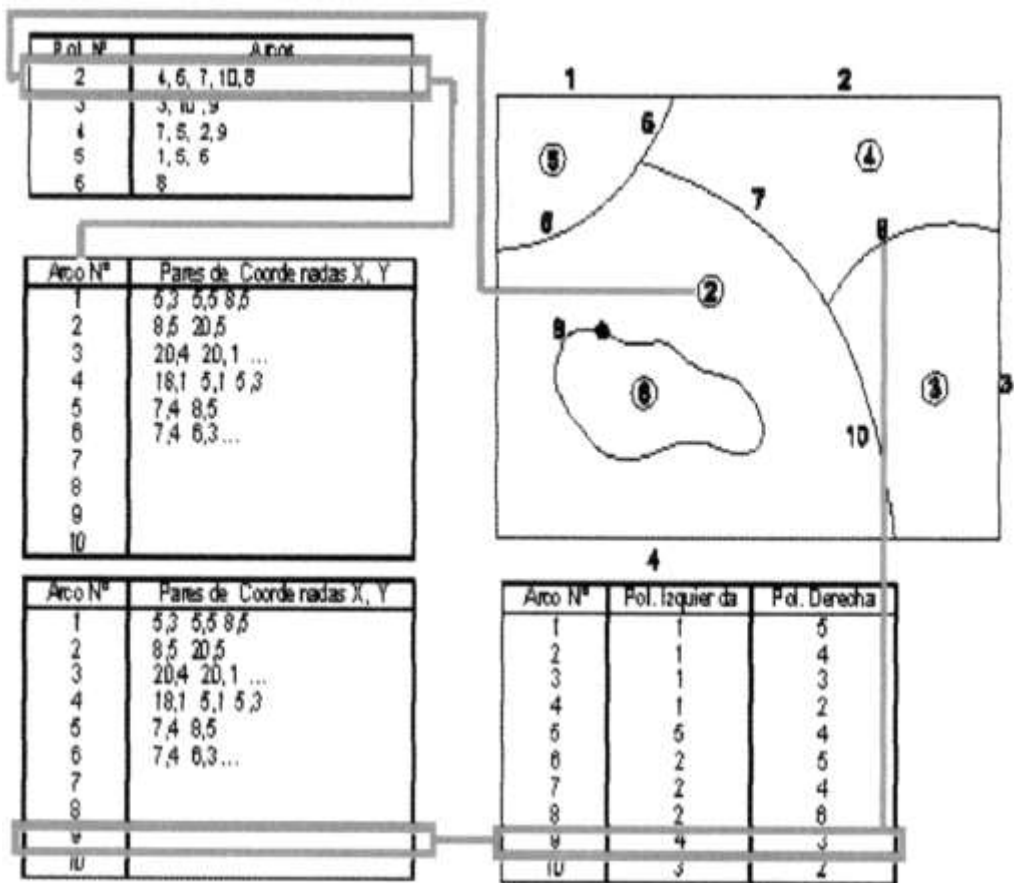 Pol. Nº Arcos
2 4, 6, 7, 10, 8
3 3, 10, 9
4 7, 5, 2, 9
5 1, 5, 6
6 8
Arco Nº Pares de Coordenadas X, Y
1 5,3 5,5 8,5
2 8,5 20,5
3 20,4 20,1 ...
4 18,1 5,1 5,3
5 7,4 8,5
6 7,4 6,3...
7
8
9
10
Arco Nº Pares de Coordenadas X, Y
1 5,3 5,5 8,5
2 8,5 20,5
3 20,4 20,1 ...
4 18,1 5,1 5,3
5 7,4 8,5
6 7,4 6,3...
7
8
9
10
1 2
5
5 4
7
6 9
2
8
6 3 3
10
4
Arco Nº Pol. Izquierda Pol. Derecha
1 1 5
2 1 4
3 1 3
4 1 2
5 5 4
6 2 5
7 2 4
8 2 6
9 4 3
10 3 2